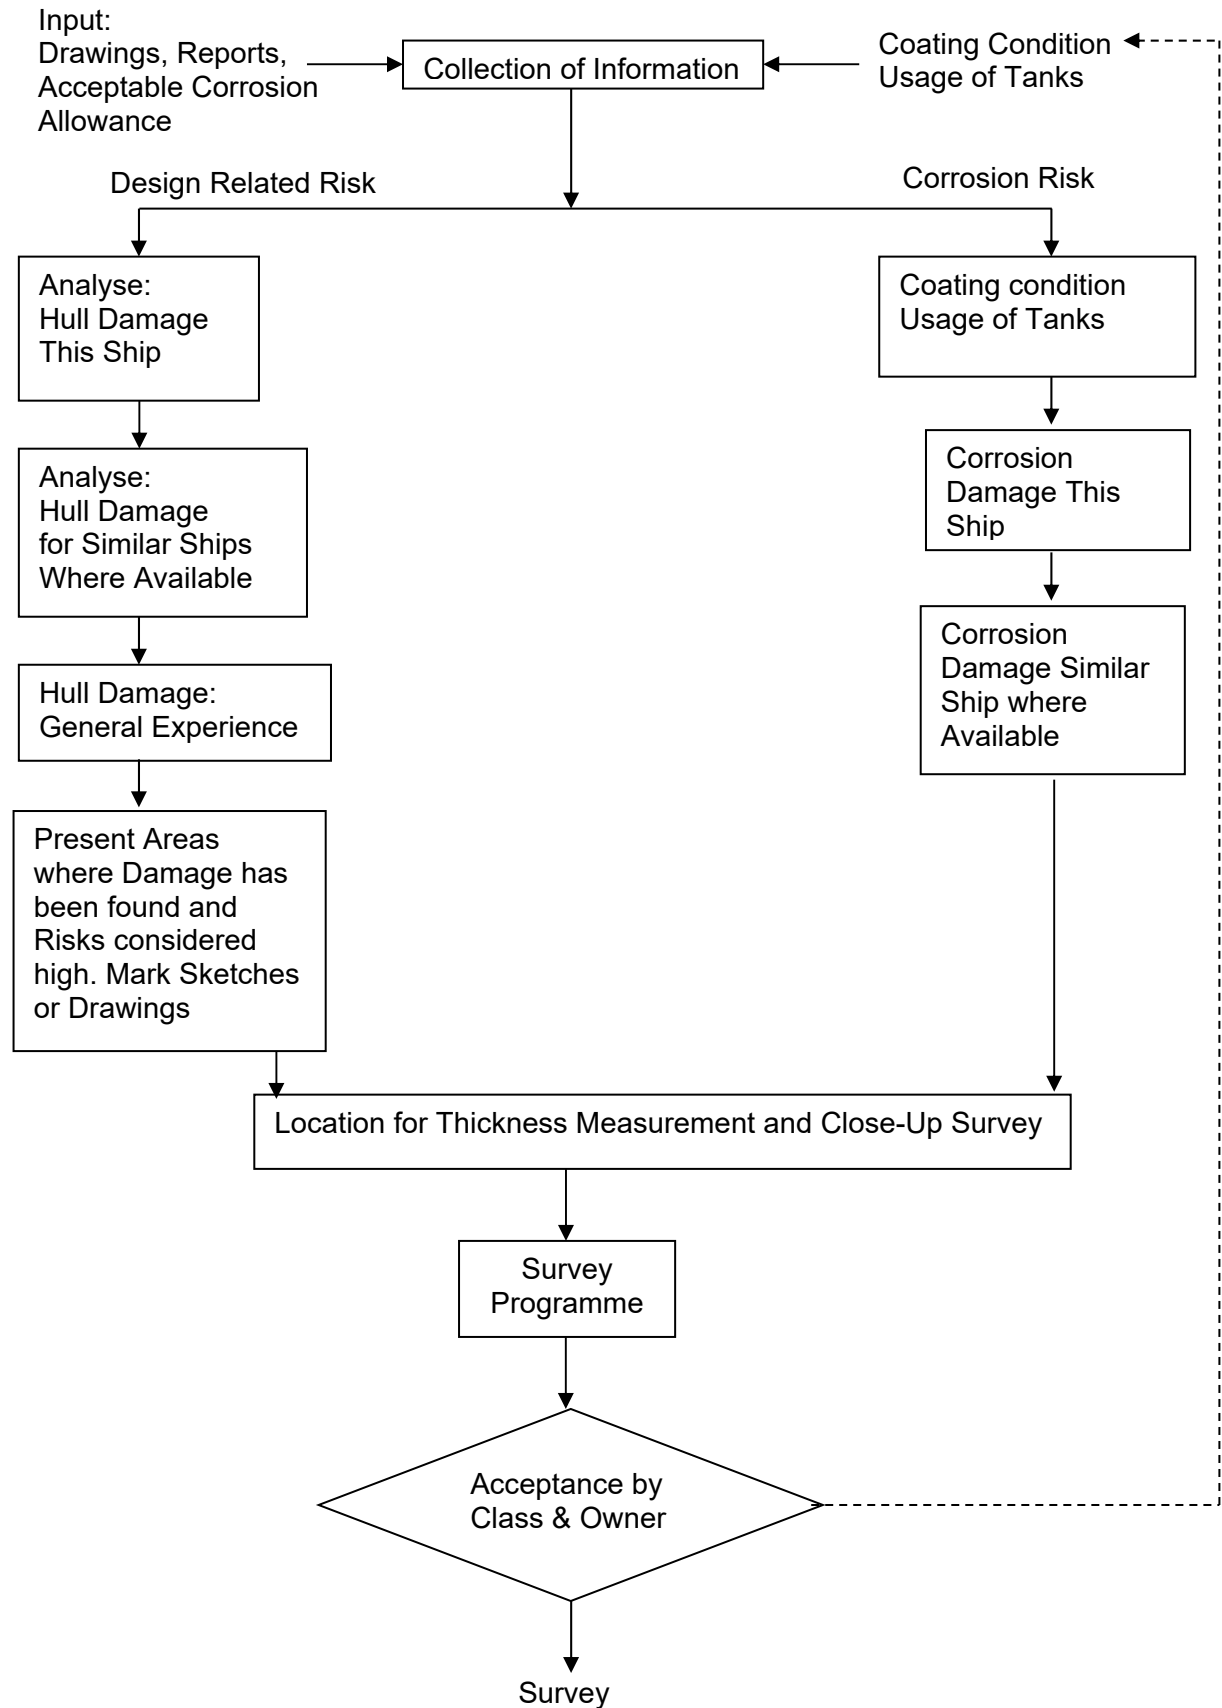 Input:
Drawings, Reports,
Acceptable Corrosion
Allowance
Collection of Information
Coating Condition
Usage of Tanks
Design Related Risk
Corrosion Risk
Analyse:
Hull Damage
This Ship
Coating condition
Usage of Tanks
Analyse:
Hull Damage
for Similar Ships
Where Available
Corrosion
Damage This
Ship
Hull Damage:
General Experience
Corrosion
Damage Similar
Ship where
Available
Present Areas
where Damage has
been found and
Risks considered
high. Mark Sketches
or Drawings
Location for Thickness Measurement and Close-Up Survey
Survey
Programme
Acceptance by
Class & Owner
Survey